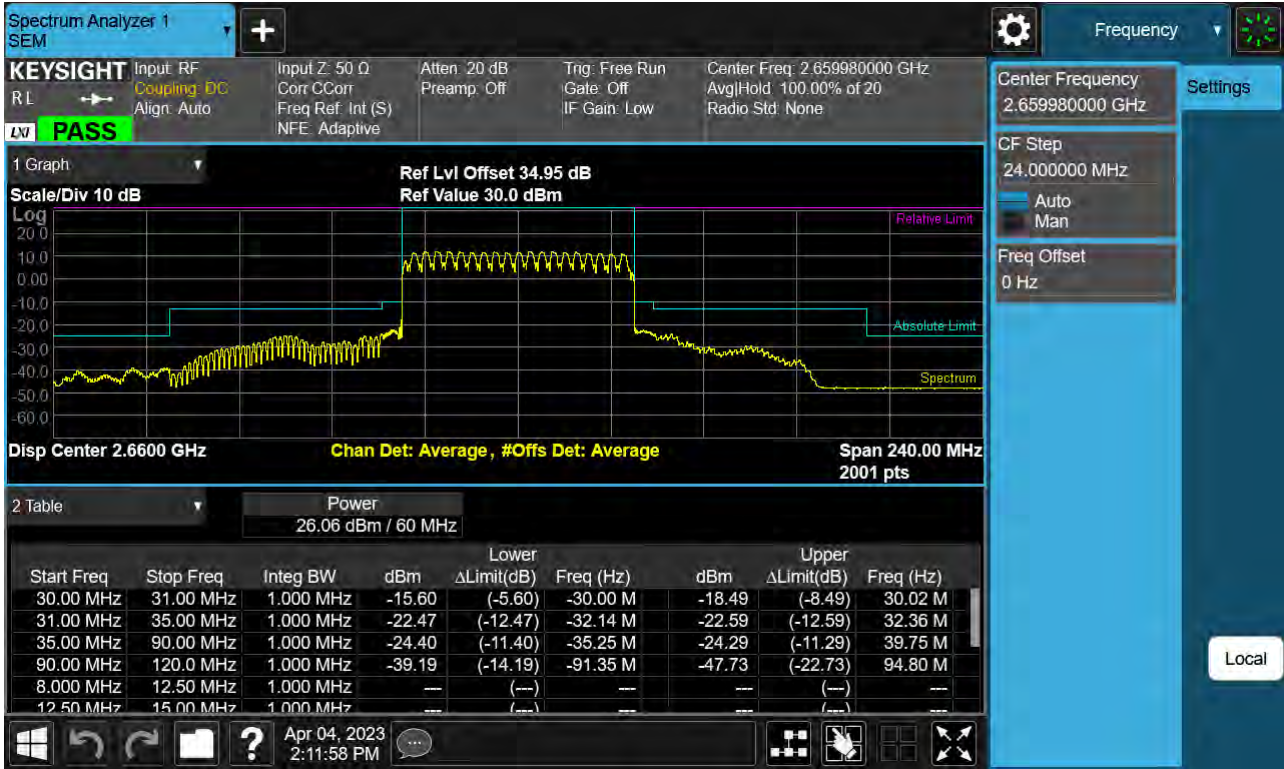 Spectrum Analyzer 1
SEM
+
Frequency
KEYSIGHT
R L
LXI PASS
Input: RF
Coupling: DC
Align: Auto
Input Z: 50 Ω
Corr CCorr
Freq Ref: Int (S)
NFE: Adaptive
Atten: 20 dB
Preamp: Off
Trig: Free Run
Gate: Off
IF Gain: Low
Center Freq: 2.659980000 GHz
Avg|Hold: 100.00% of 20
Radio Std: None
Center Frequency
2.659980000 GHz
Settings
CF Step
24.000000 MHz
Auto
Man
Freq Offset
0 Hz
Local
1 Graph
Scale/Div 10 dB
Ref Lvl Offset 34.95 dB
Ref Value 30.0 dBm
Log
20.0
10.0
0.00
-10.0
-20.0
-30.0
-40.0
-50.0
-60.0
Relative Limit
Absolute Limit
Spectrum
Disp Center 2.6600 GHz
Chan Det: Average , #Offs Det: Average
Span 240.00 MHz
2001 pts
2 Table
Power
26.06 dBm / 60 MHz
Lower Upper
Start Freq Stop Freq Integ BW dBm ΔLimit(dB) Freq (Hz) dBm ΔLimit(dB) Freq (Hz)
30.00 MHz 31.00 MHz 1.000 MHz -15.60 (-5.60) -30.00 M -18.49 (-8.49) 30.02 M
31.00 MHz 35.00 MHz 1.000 MHz -22.47 (-12.47) -32.14 M -22.59 (-12.59) 32.36 M
35.00 MHz 90.00 MHz 1.000 MHz -24.40 (-11.40) -35.25 M -24.29 (-11.29) 39.75 M
90.00 MHz 120.0 MHz 1.000 MHz -39.19 (-14.19) -91.35 M -47.73 (-22.73) 94.80 M
8.000 MHz 12.50 MHz 1.000 MHz --- (---) --- --- (---) ---
12.50 MHz 15.00 MHz 1.000 MHz --- (---) --- --- (---) ---
?
Apr 04, 2023
2:11:58 PM